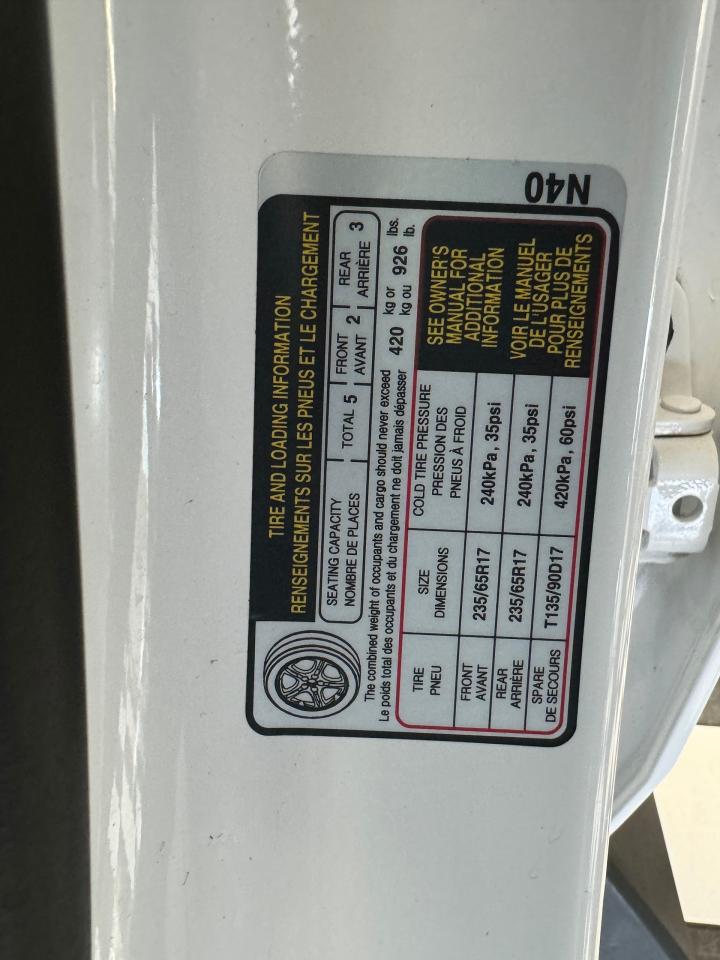 TIRE AND LOADING INFORMATION
RENSEIGNEMENTS SUR LES PNEUS ET LE CHARGEMENT
SEATING CAPACITY
NOMBRE DE PLACES
TOTAL 5
FRONT
AVANT 2
REAR
ARRIÈRE 3
The combined weight of occupants and cargo should never exceed 420 kg or 926 lbs.
Le poids total des occupants et du chargement ne doit jamais dépasser kg ou lb.
TIRE
PNEU
SIZE
DIMENSIONS
COLD TIRE PRESSURE
PRESSION DES
PNEUS À FROID
FRONT
AVANT
235/65R17
240kPa, 35psi
REAR
ARRIÈRE
235/65R17
240kPa, 35psi
SPARE
DE SECOURS
T135/90D17
420kPa, 60psi
SEE OWNER'S
MANUAL FOR
ADDITIONAL
INFORMATION
VOIR LE MANUEL
DE L'USAGER
POUR PLUS DE
RENSEIGNEMENTS
N40